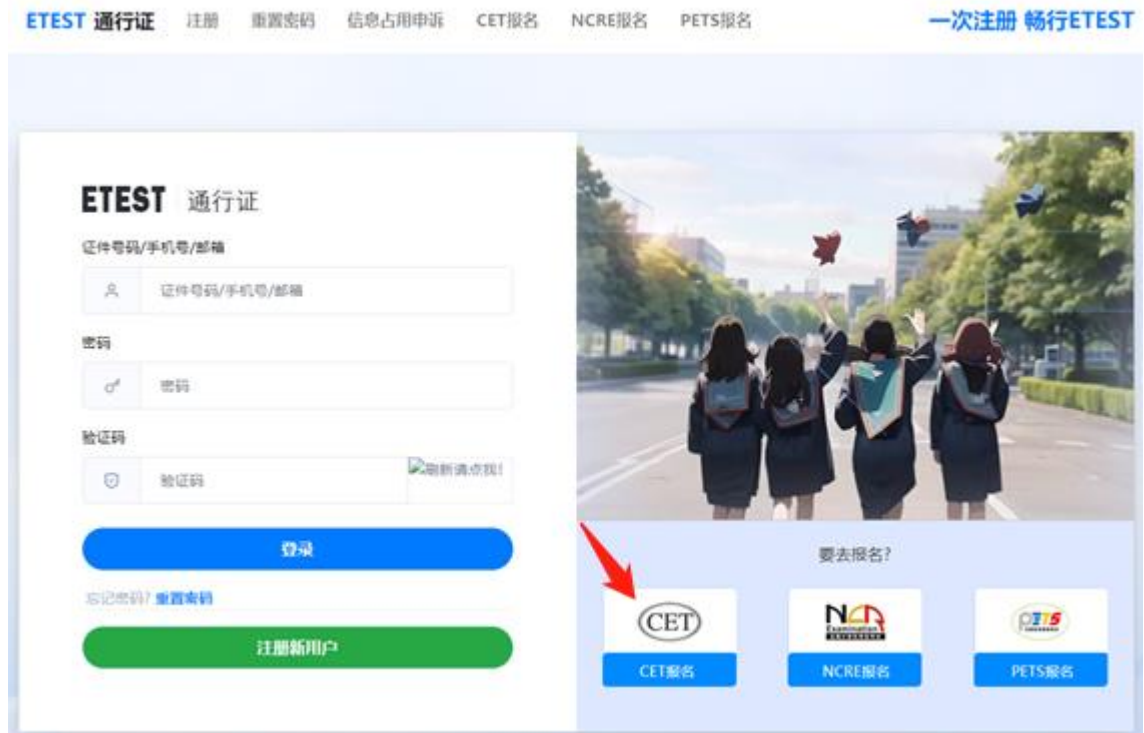 ETEST 通行证 注册 重置密码 信息占用申诉 CET报名 NCRE报名 PETS报名 一次注册 畅行ETEST
ETEST 通行证
证件号码/手机号/邮箱
证件号码/手机号/邮箱
密码
密码
验证码
验证码 刷新请点我!
登录
忘记密码? 重置密码
注册新用户
要去报名?
CET
NCR
Examination
PETS
CET报名 NCRE报名 PETS报名